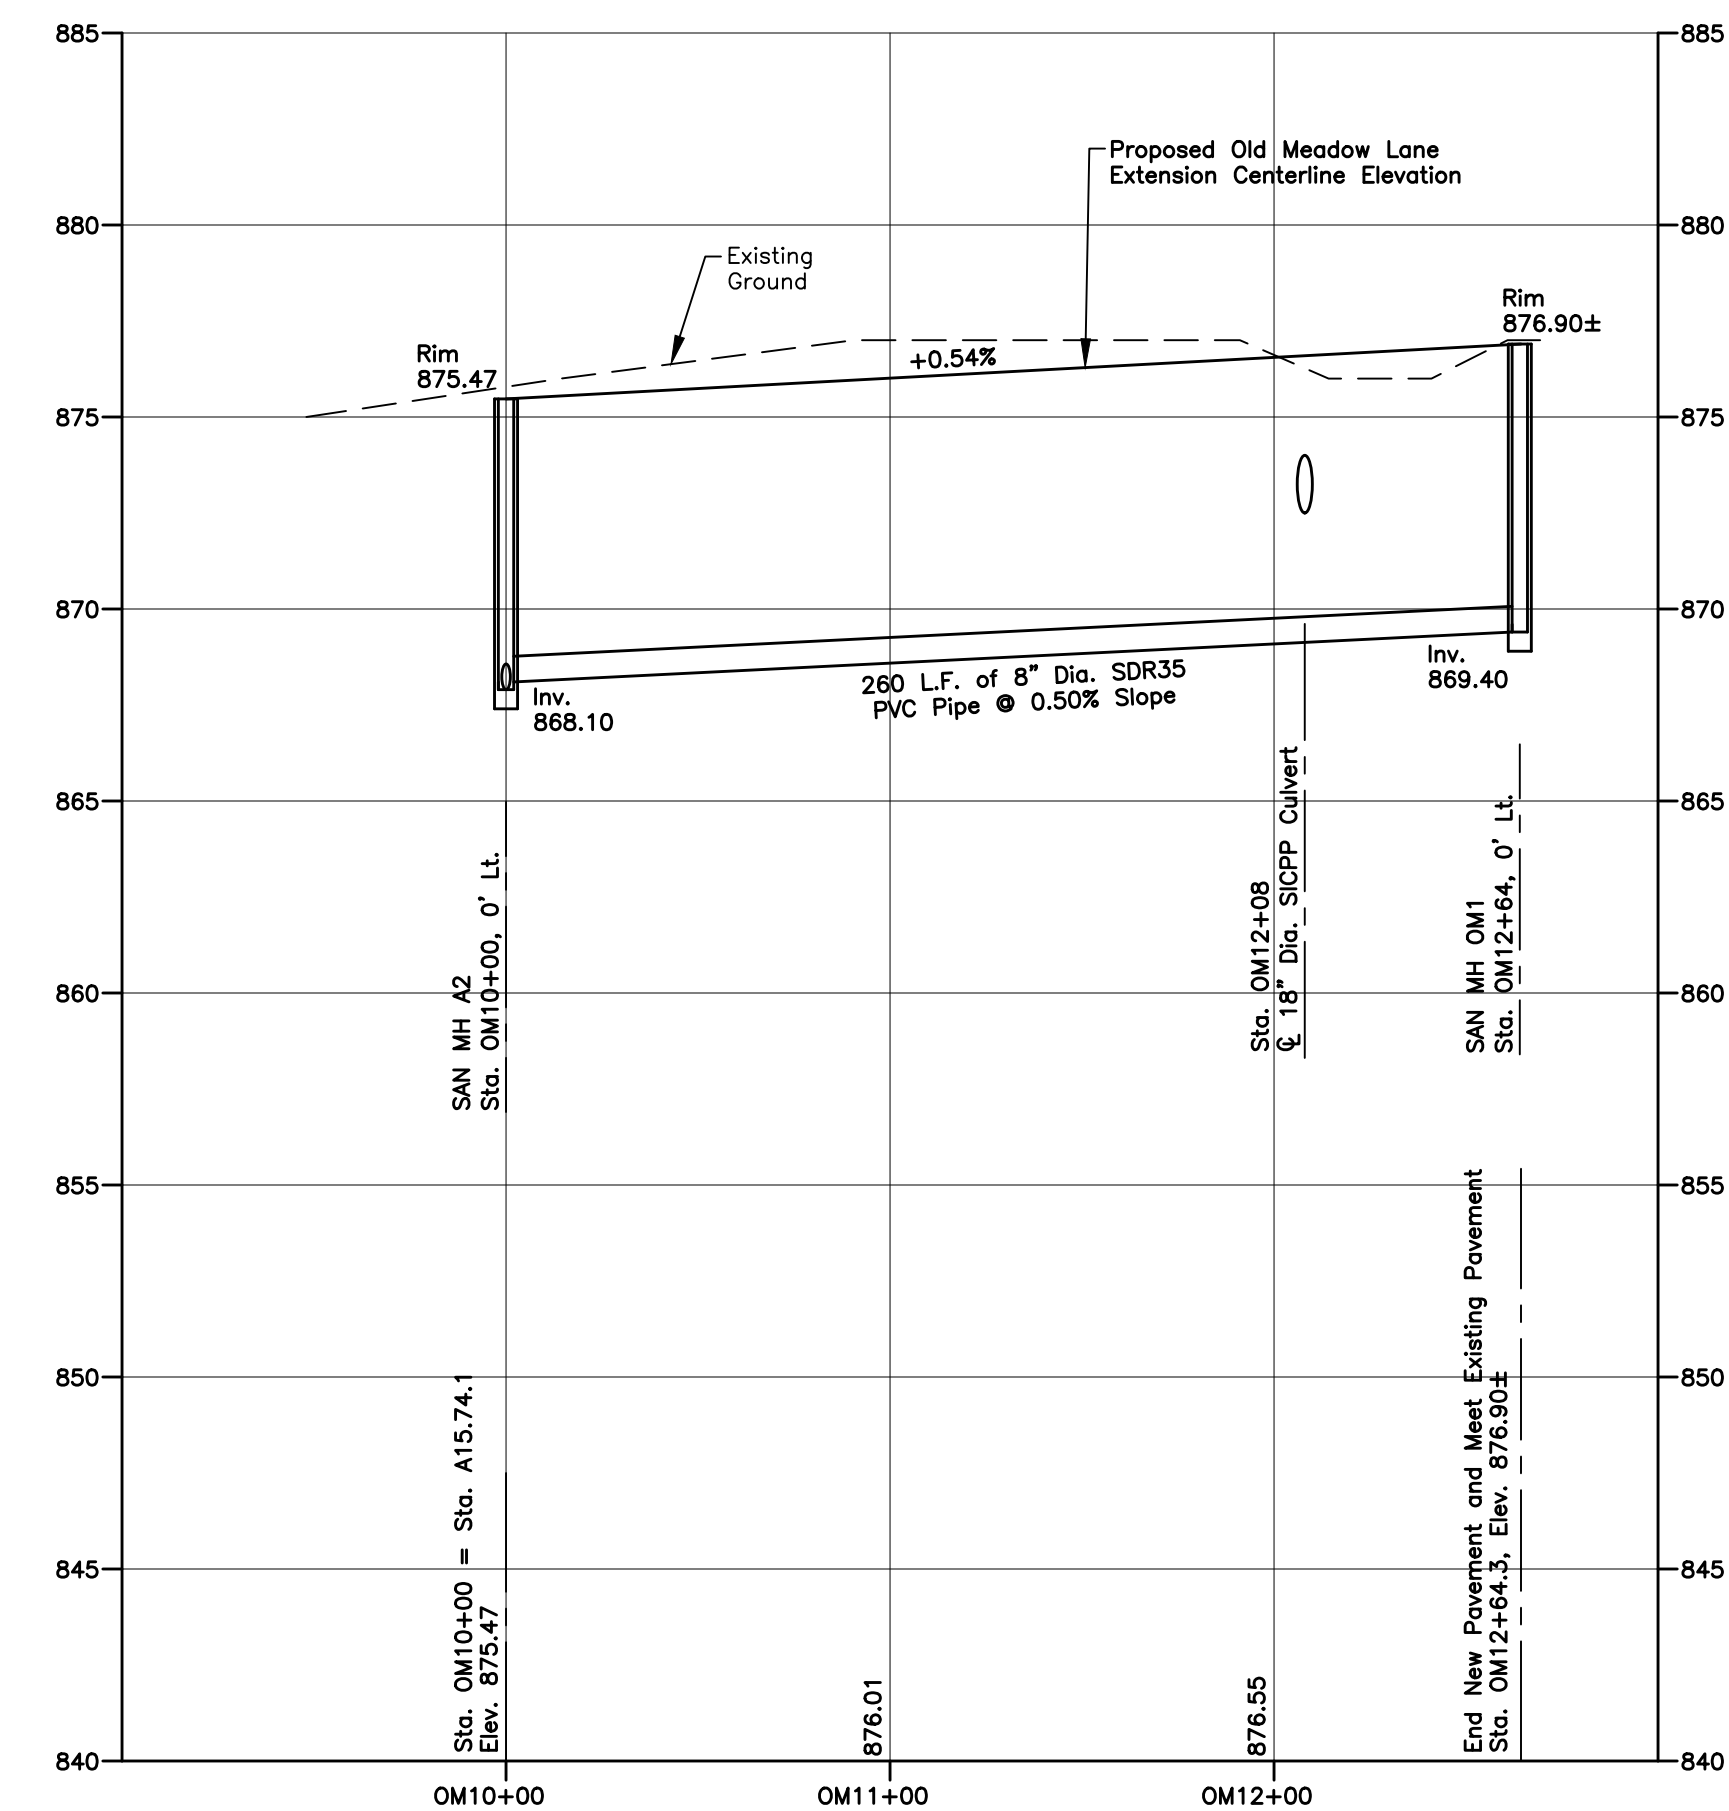 885
885
Proposed Old Meadow Lane
Extension Centerline Elevation
880
880
Existing
Ground
Rim
876.90±
Rim
875.47
+0.54%
875
875
870
870
Inv.
868.10
260 L.F. of 8" Dia. SDR35
PVC Pipe @ 0.50% Slope
Inv.
869.40
865
865
SAN MH A2
Sta. OM10+00, 0' Lt.
Sta. OM12+08
℄ 18" Dia. SICPP Culvert
SAN MH OM1
Sta. OM12+64, 0' Lt.
860
860
855
855
850
850
845
845
Sta. OM10+00 = Sta. A15.74.1
Elev. 875.47
876.01
876.55
End New Pavement and Meet Existing Pavement
Sta. OM12+64.3, Elev. 876.90±
840
840
OM10+00
OM11+00
OM12+00